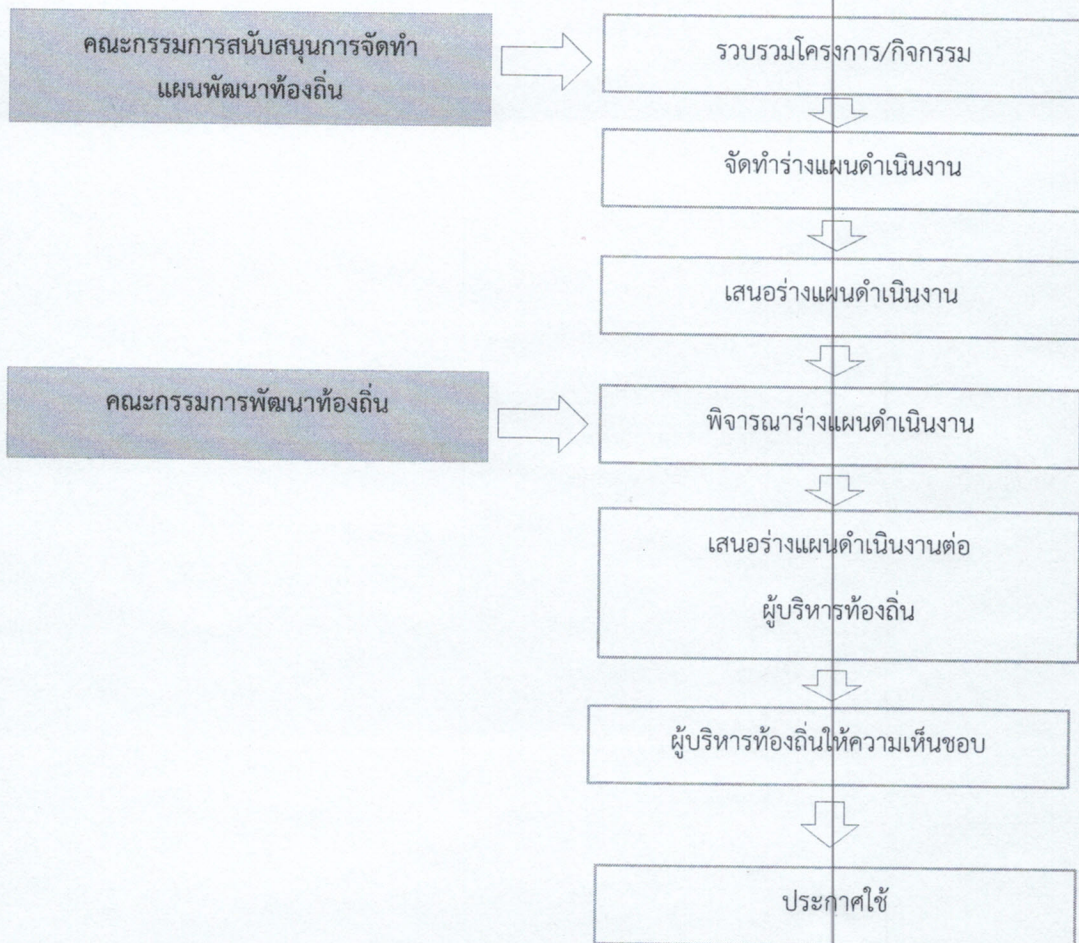 คณะกรรมการสนับสนุนการจัดทำ
แผนพัฒนาท้องถิ่น
รวบรวมโครงการ/กิจกรรม
จัดทำร่างแผนดำเนินงาน
เสนอร่างแผนดำเนินงาน
คณะกรรมการพัฒนาท้องถิ่น
พิจารณาร่างแผนดำเนินงาน
เสนอร่างแผนดำเนินงานต่อ
ผู้บริหารท้องถิ่น
ผู้บริหารท้องถิ่นให้ความเห็นชอบ
ประกาศใช้